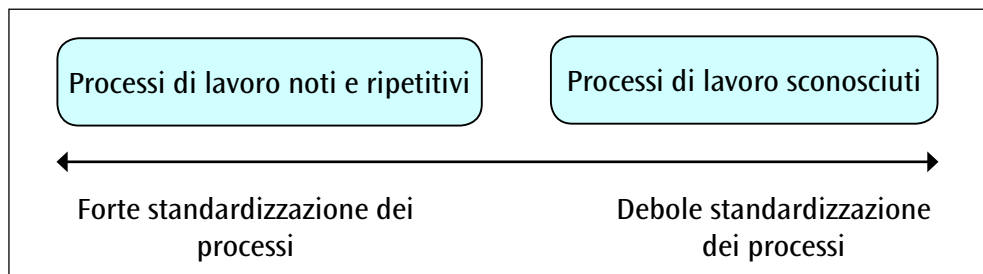 Processi di lavoro noti e ripetitivi
Processi di lavoro sconosciuti
Forte standardizzazione dei
processi
Debole standardizzazione
dei processi